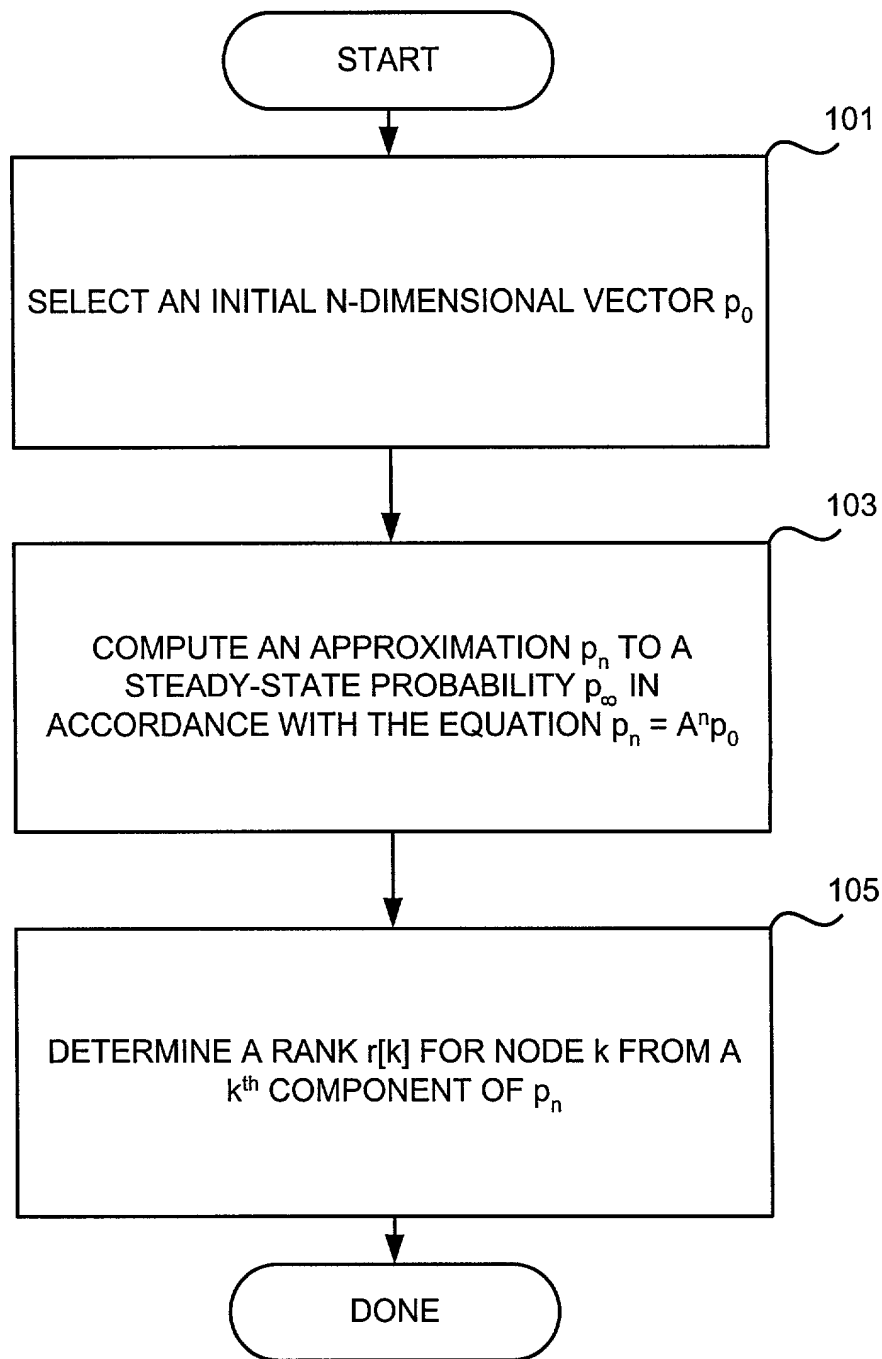 START
101
SELECT AN INITIAL N-DIMENSIONAL VECTOR p₀
103
COMPUTE AN APPROXIMATION pₙ TO A
STEADY-STATE PROBABILITY p∞ IN
ACCORDANCE WITH THE EQUATION pₙ = Aⁿp₀
105
DETERMINE A RANK r[k] FOR NODE k FROM A
kᵗʰ COMPONENT OF pₙ
DONE